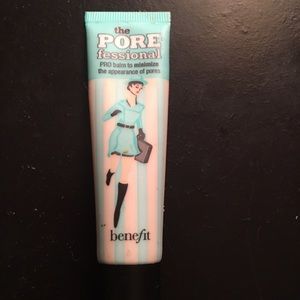 the
PORE
fessional
PRO balm to minimize
the appearance of pores
benefit